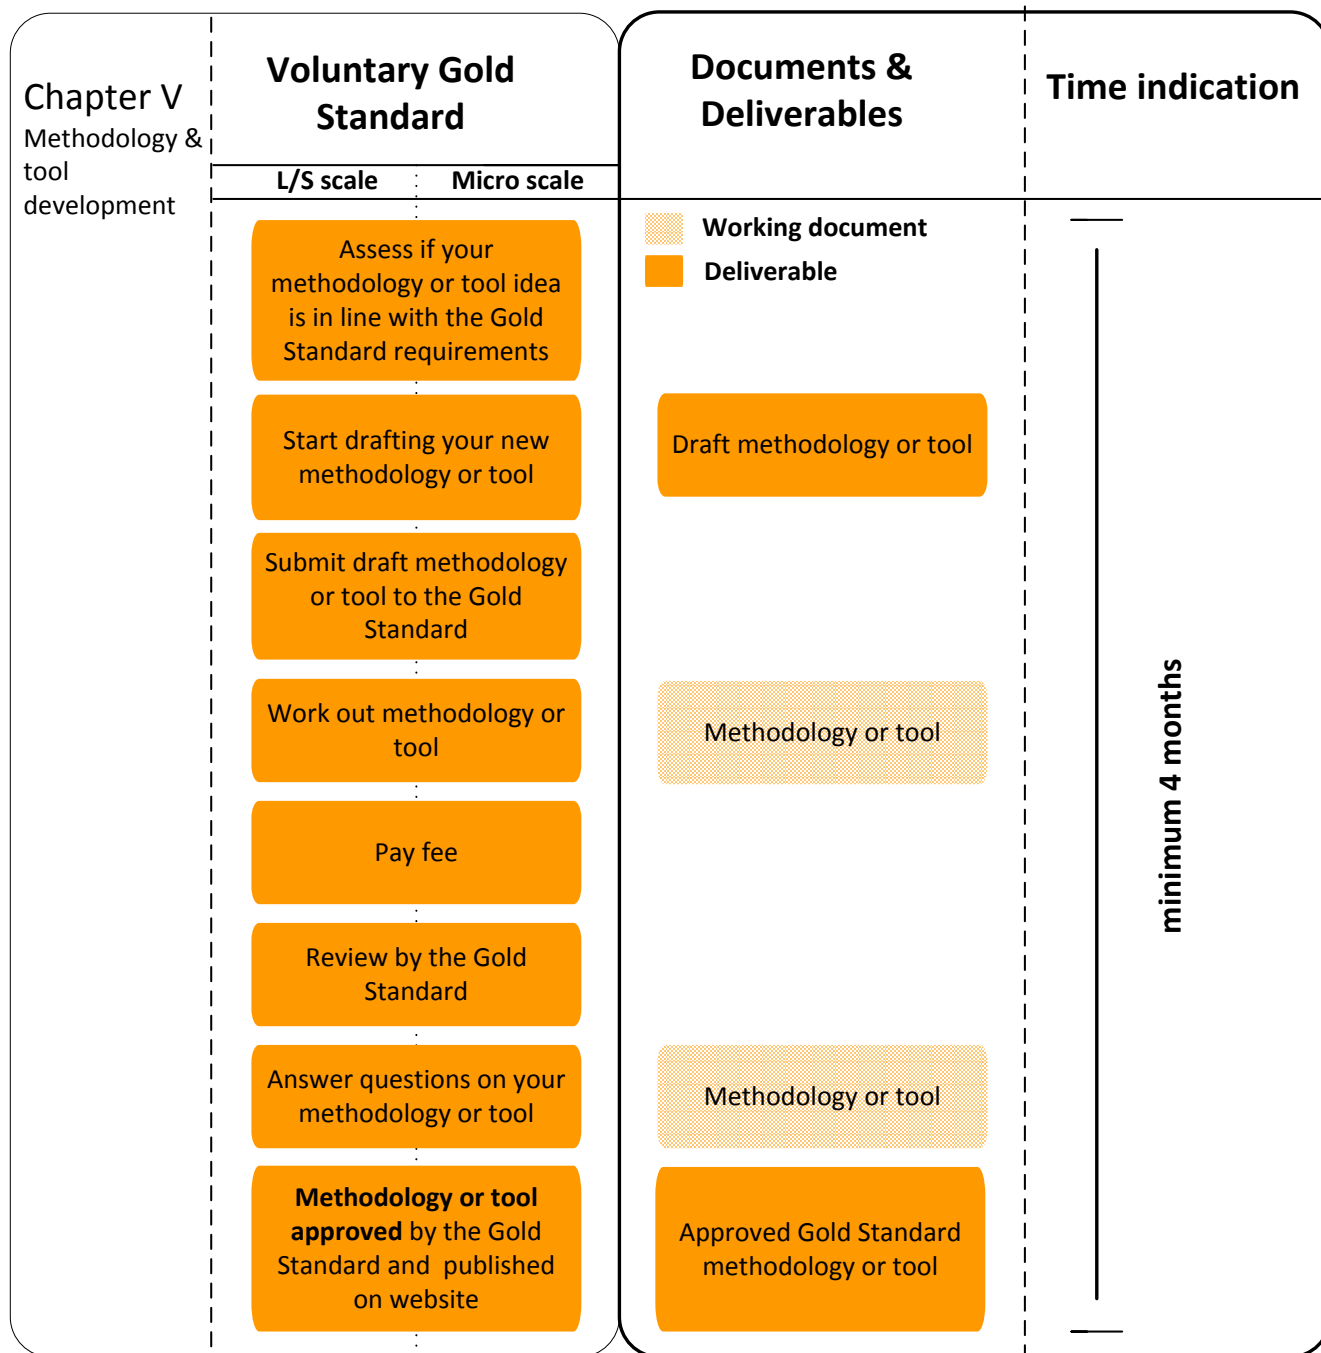 Chapter V
Methodology &
tool
development
Voluntary Gold
Standard
L/S scale
Micro scale
Documents &
Deliverables
Time indication
Working document
Deliverable
Assess if your
methodology or tool idea
is in line with the Gold
Standard requirements
Start drafting your new
methodology or tool
Draft methodology or tool
Submit draft methodology
or tool to the Gold
Standard
Work out methodology or
tool
Methodology or tool
Pay fee
Review by the Gold
Standard
Answer questions on your
methodology or tool
Methodology or tool
Methodology or tool
approved by the Gold
Standard and published
on website
Approved Gold Standard
methodology or tool
minimum 4 months